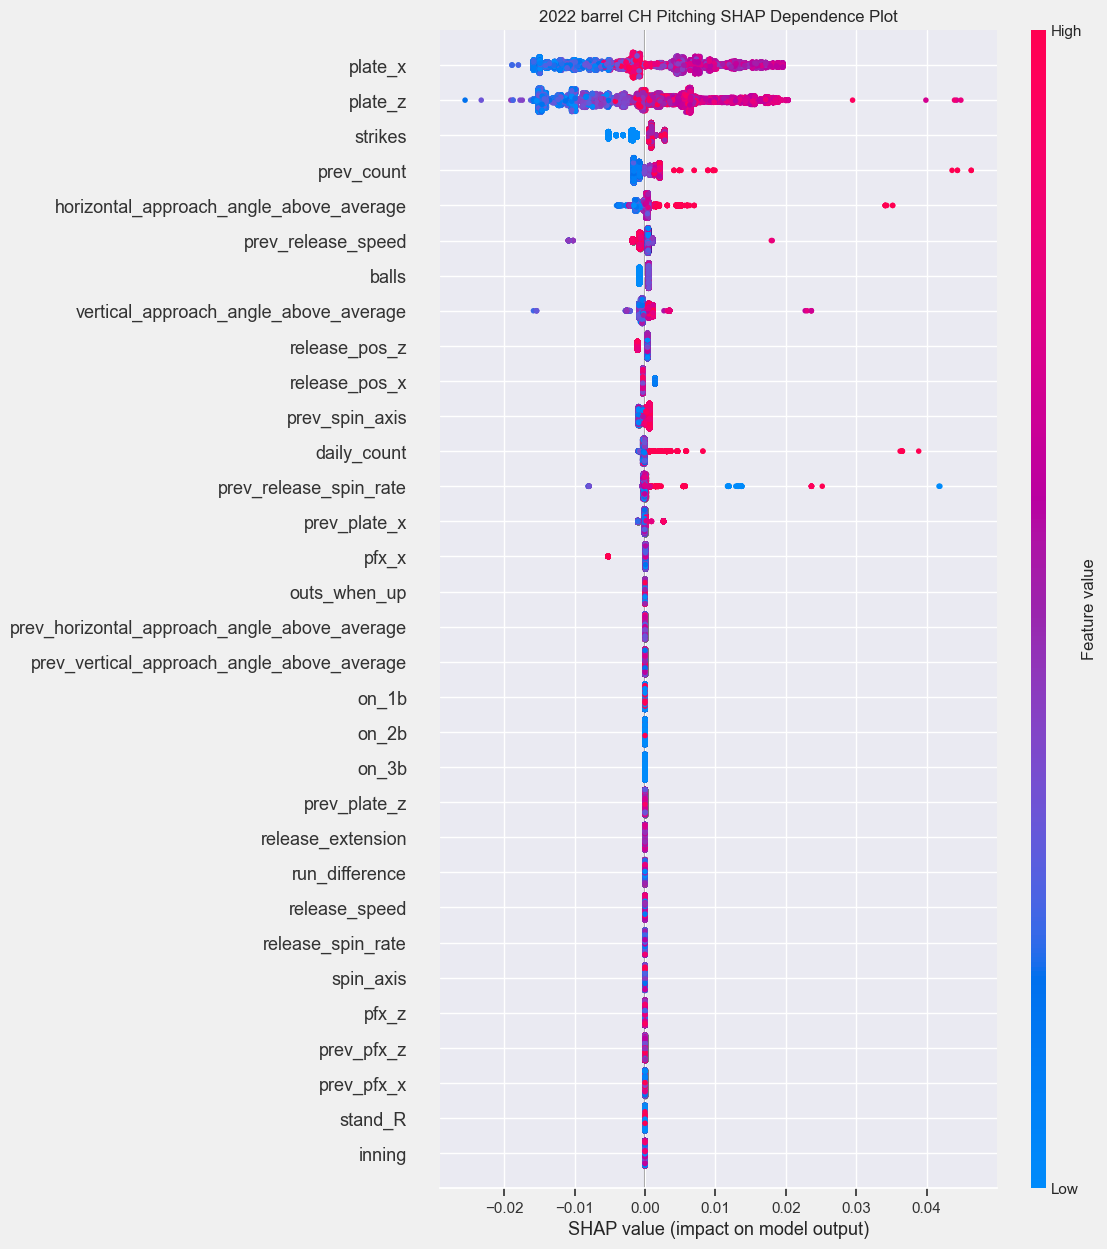 2022 barrel CH Pitching SHAP Dependence Plot
High
plate_x
plate_z
strikes
prev_count
horizontal_approach_angle_above_average
prev_release_speed
balls
vertical_approach_angle_above_average
release_pos_z
release_pos_x
prev_spin_axis
daily_count
prev_release_spin_rate
prev_plate_x
pfx_x
outs_when_up
prev_horizontal_approach_angle_above_average
prev_vertical_approach_angle_above_average
on_1b
on_2b
on_3b
prev_plate_z
release_extension
run_difference
release_speed
release_spin_rate
spin_axis
pfx_z
prev_pfx_z
prev_pfx_x
stand_R
inning
Feature value
Low
−0.02 −0.01 0.00 0.01 0.02 0.03 0.04
SHAP value (impact on model output)